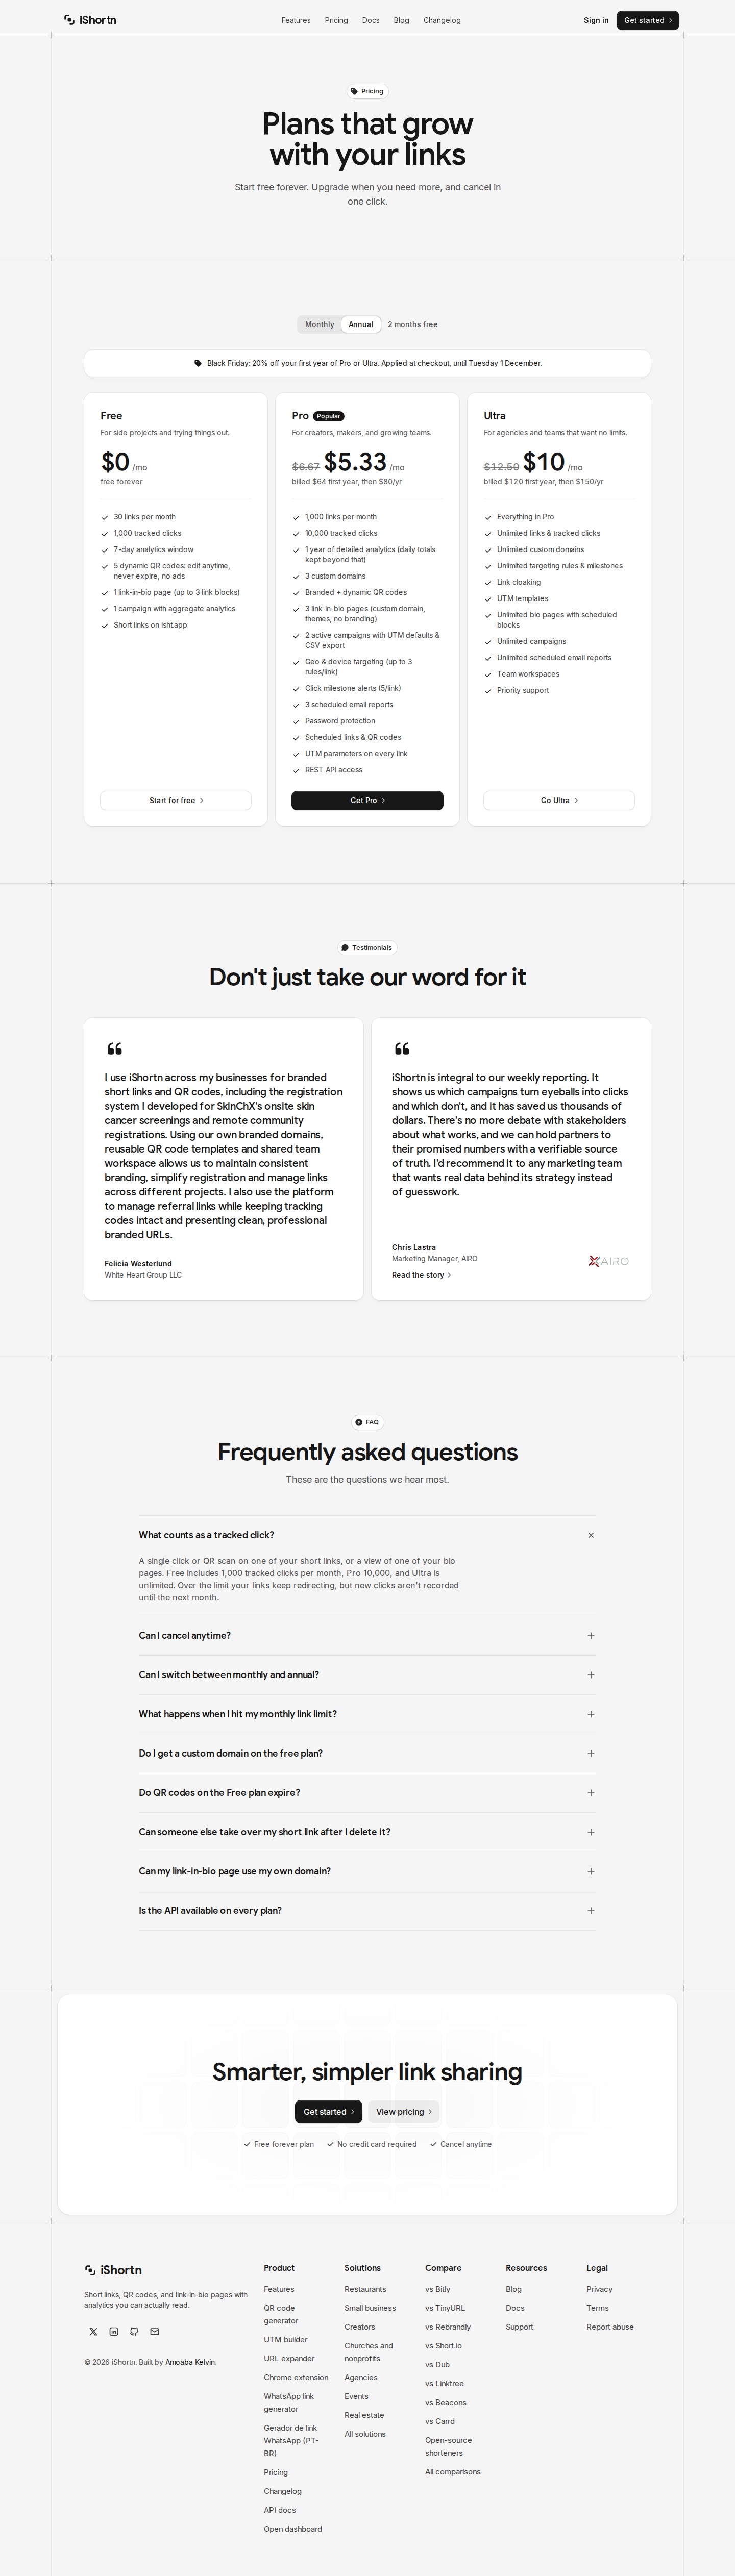 iShortn
Features
Pricing
Docs
Blog
Changelog
Sign in
Get started
Pricing
Plans that grow
with your links
Start free forever. Upgrade when you need more, and cancel in
one click.
Monthly
Annual
2 months free
Black Friday: 20% off your first year of Pro or Ultra. Applied at checkout, until Tuesday 1 December.
Free
For side projects and trying things out.
$0 /mo
free forever
30 links per month
1,000 tracked clicks
7-day analytics window
5 dynamic QR codes: edit anytime,
never expire, no ads
1 link-in-bio page (up to 3 link blocks)
1 campaign with aggregate analytics
Short links on isht.app
Start for free
Pro Popular
For creators, makers, and growing teams.
$6.67 $5.33 /mo
billed $64 first year, then $80/yr
1,000 links per month
10,000 tracked clicks
1 year of detailed analytics (daily totals
kept beyond that)
3 custom domains
Branded + dynamic QR codes
3 link-in-bio pages (custom domain,
themes, no branding)
2 active campaigns with UTM defaults &
CSV export
Geo & device targeting (up to 3
rules/link)
Click milestone alerts (5/link)
3 scheduled email reports
Password protection
Scheduled links & QR codes
UTM parameters on every link
REST API access
Get Pro
Ultra
For agencies and teams that want no limits.
$12.50 $10 /mo
billed $120 first year, then $150/yr
Everything in Pro
Unlimited links & tracked clicks
Unlimited custom domains
Unlimited targeting rules & milestones
Link cloaking
UTM templates
Unlimited bio pages with scheduled
blocks
Unlimited campaigns
Unlimited scheduled email reports
Team workspaces
Priority support
Go Ultra
Testimonials
Don't just take our word for it
I use iShortn across my businesses for branded
short links and QR codes, including the registration
system I developed for SkinChX's onsite skin
cancer screenings and remote community
registrations. Using our own branded domains,
reusable QR code templates and shared team
workspace allows us to maintain consistent
branding, simplify registration and manage links
across different projects. I also use the platform
to manage referral links while keeping tracking
codes intact and presenting clean, professional
branded URLs.
Felicia Westerlund
White Heart Group LLC
iShortn is integral to our weekly reporting. It
shows us which campaigns turn eyeballs into clicks
and which don't, and it has saved us thousands of
dollars. There's no more debate with stakeholders
about what works, and we can hold partners to
their promised numbers with a verifiable source
of truth. I'd recommend it to any marketing team
that wants real data behind its strategy instead
of guesswork.
Chris Lastra
Marketing Manager, AIRO
Read the story
AIRO
FAQ
Frequently asked questions
These are the questions we hear most.
What counts as a tracked click?
A single click or QR scan on one of your short links, or a view of one of your bio
pages. Free includes 1,000 tracked clicks per month, Pro 10,000, and Ultra is
unlimited. Over the limit your links keep redirecting, but new clicks aren't recorded
until the next month.
Can I cancel anytime?
Can I switch between monthly and annual?
What happens when I hit my monthly link limit?
Do I get a custom domain on the free plan?
Do QR codes on the Free plan expire?
Can someone else take over my short link after I delete it?
Can my link-in-bio page use my own domain?
Is the API available on every plan?
Smarter, simpler link sharing
Get started
View pricing
Free forever plan
No credit card required
Cancel anytime
iShortn
Short links, QR codes, and link-in-bio pages with
analytics you can actually read.
© 2026 iShortn. Built by Amoaba Kelvin.
Product
Features
QR code
generator
UTM builder
URL expander
Chrome extension
WhatsApp link
generator
Gerador de link
WhatsApp (PT-
BR)
Pricing
Changelog
API docs
Open dashboard
Solutions
Restaurants
Small business
Creators
Churches and
nonprofits
Agencies
Events
Real estate
All solutions
Compare
vs Bitly
vs TinyURL
vs Rebrandly
vs Short.io
vs Dub
vs Linktree
vs Beacons
vs Carrd
Open-source
shorteners
All comparisons
Resources
Blog
Docs
Support
Legal
Privacy
Terms
Report abuse